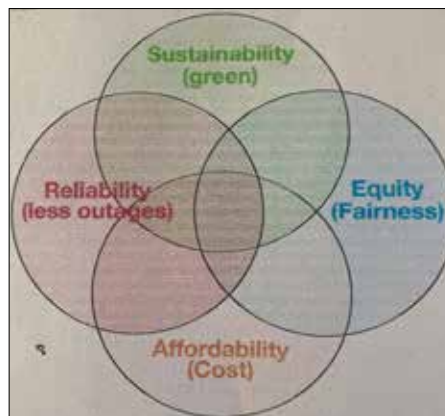 Sustainability
(green)
Reliability
(less outages)
Equity
(Fairness)
Affordability
(Cost)